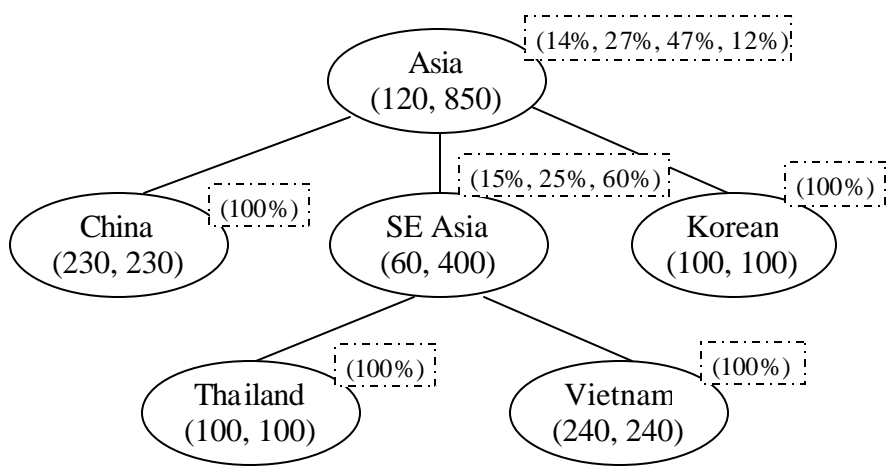 (14%, 27%, 47%, 12%)
Asia
(120, 850)
(15%, 25%, 60%)
(100%)
(100%)
China
(230, 230)
SE Asia
(60, 400)
Korean
(100, 100)
(100%)
(100%)
Thailand
(100, 100)
Vietnam
(240, 240)